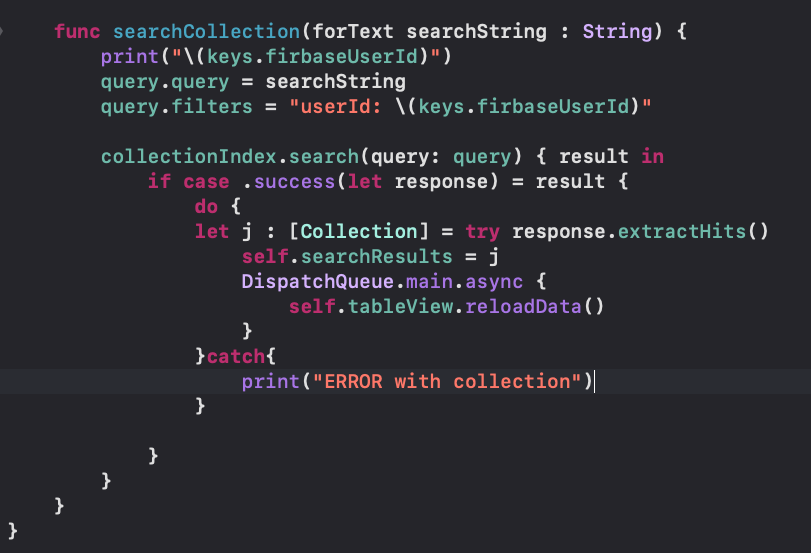 func searchCollection(forText searchString : String) {
print("\(keys.firbaseUserId)")
query.query = searchString
query.filters = "userId: \(keys.firbaseUserId)"
collectionIndex.search(query: query) { result in
if case .success(let response) = result {
do {
let j : [Collection] = try response.extractHits()
self.searchResults = j
DispatchQueue.main.async {
self.tableView.reloadData()
}
}catch{
print("ERROR with collection")
}
}
}
}
}